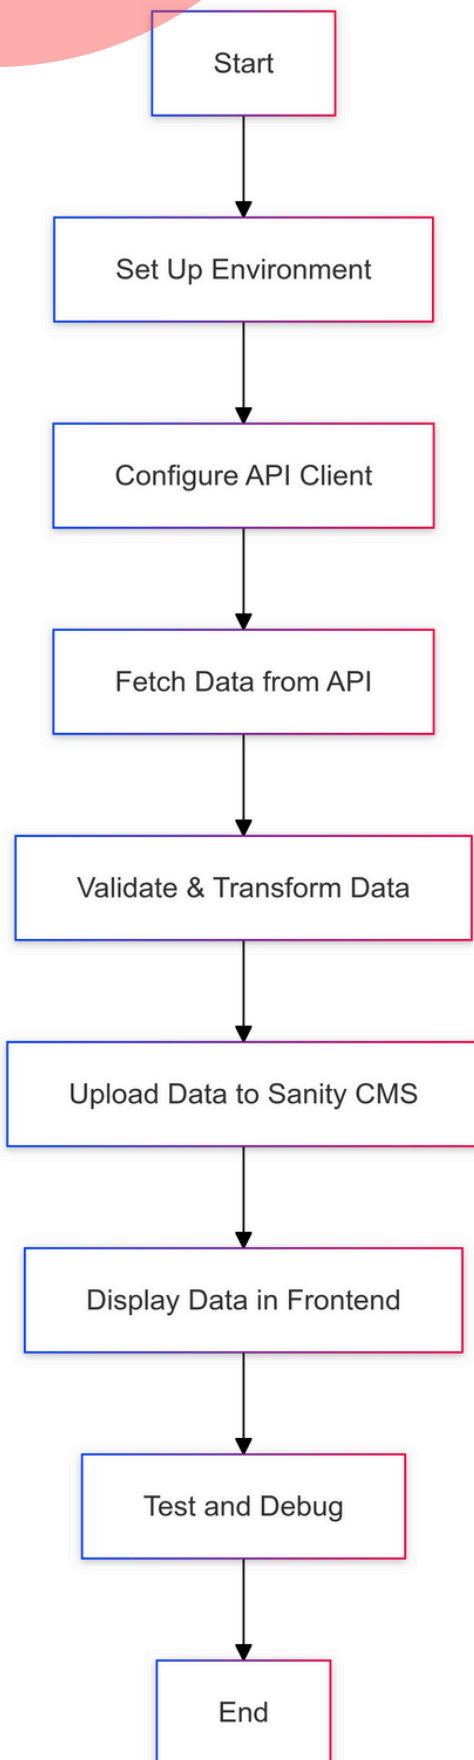 Start
Set Up Environment
Configure API Client
Fetch Data from API
Validate & Transform Data
Upload Data to Sanity CMS
Display Data in Frontend
Test and Debug
End